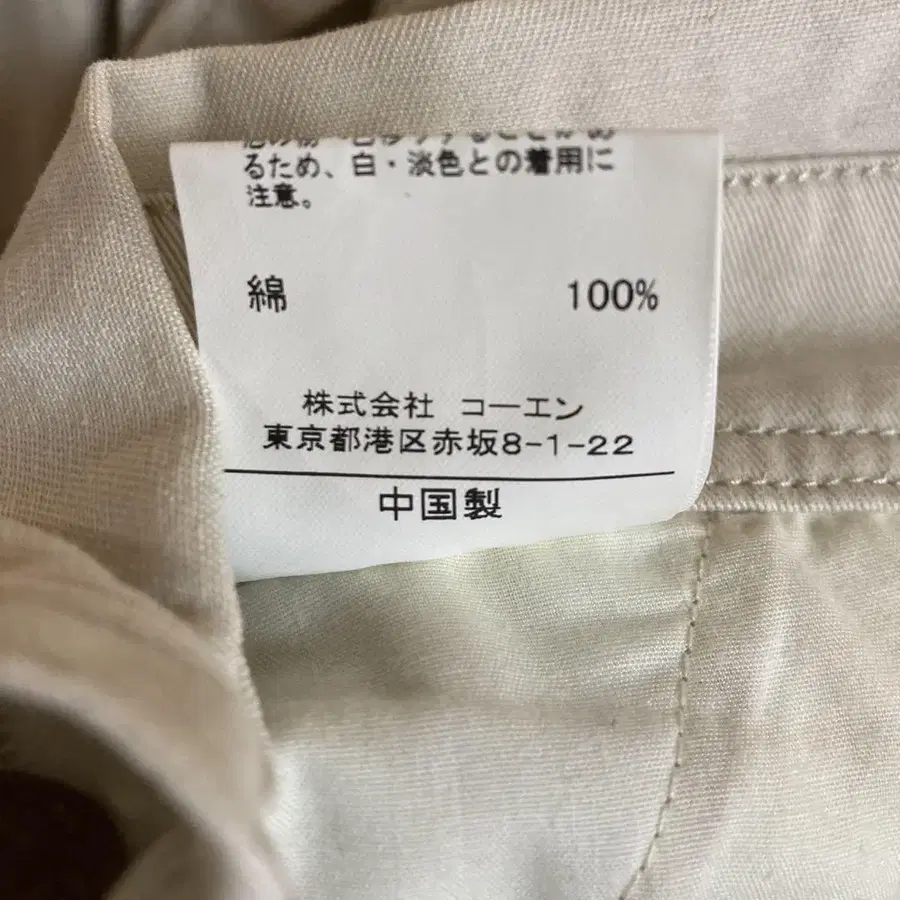 るため、白・淡色との着用に
注意。
綿 100%
株式会社 コーエン
東京都港区赤坂8-1-22
中国製